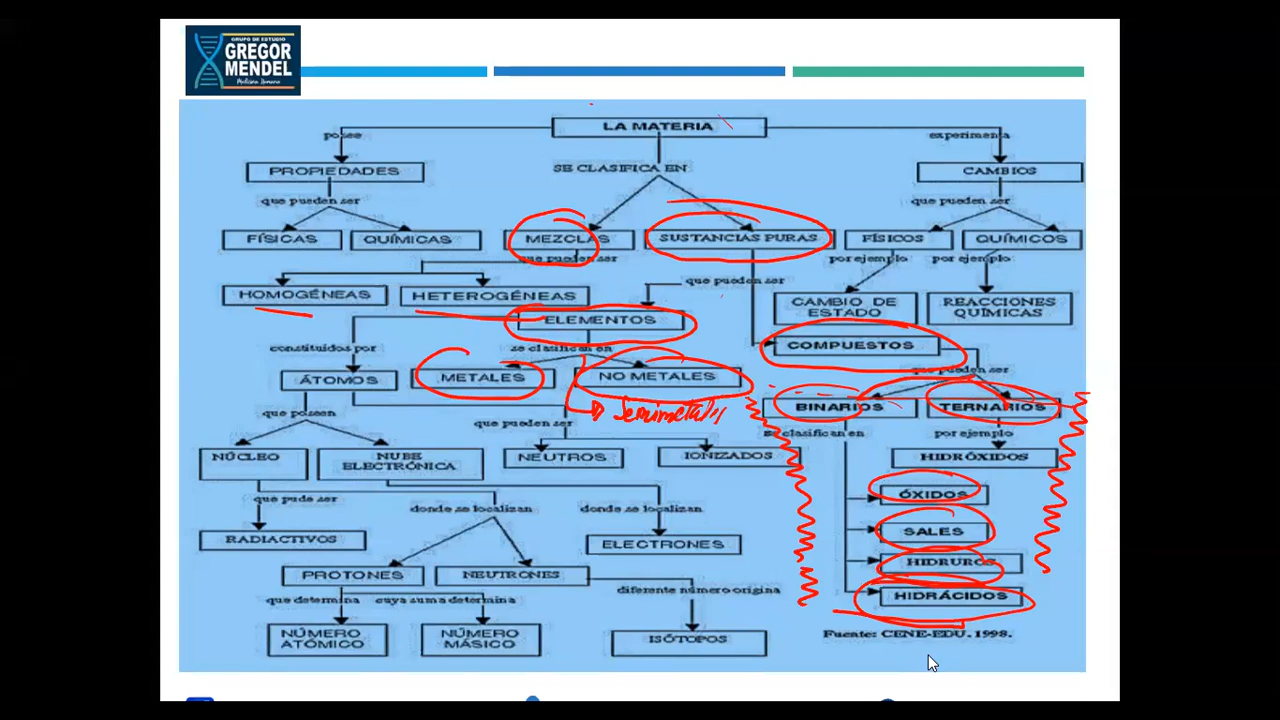 GRUPO DE ESTUDIO
GREGOR
MENDEL
Medicina Humana
LA MATERIA
posee
SE CLASIFICA EN
experimenta
PROPIEDADES
CAMBIOS
que pueden ser
que pueden ser
FÍSICAS
QUÍMICAS
MEZCLAS
SUSTANCIAS PURAS
FÍSICOS
QUÍMICOS
que pueden ser
por ejemplo
por ejemplo
que pueden ser
HOMOGÉNEAS
HETEROGÉNEAS
CAMBIO DE
ESTADO
REACCIONES
QUÍMICAS
ELEMENTOS
COMPUESTOS
constituidos por
se clasifican en
que pueden ser
ÁTOMOS
METALES
NO METALES
Semimetales
BINARIOS
TERNARIOS
que poseen
que pueden ser
se clasifican en
por ejemplo
NÚCLEO
NUBE
ELECTRÓNICA
NEUTROS
IONIZADOS
HIDRÓXIDOS
que pude ser
donde se localizan
donde se localizan
ÓXIDOS
RADIACTIVOS
ELECTRONES
SALES
PROTONES
NEUTRONES
HIDRUROS
que determina
cuya suma determina
diferente número origina
HIDRÁCIDOS
NÚMERO
ATÓMICO
NÚMERO
MÁSICO
ISÓTOPOS
Fuente: CENE-EDU. 1998.